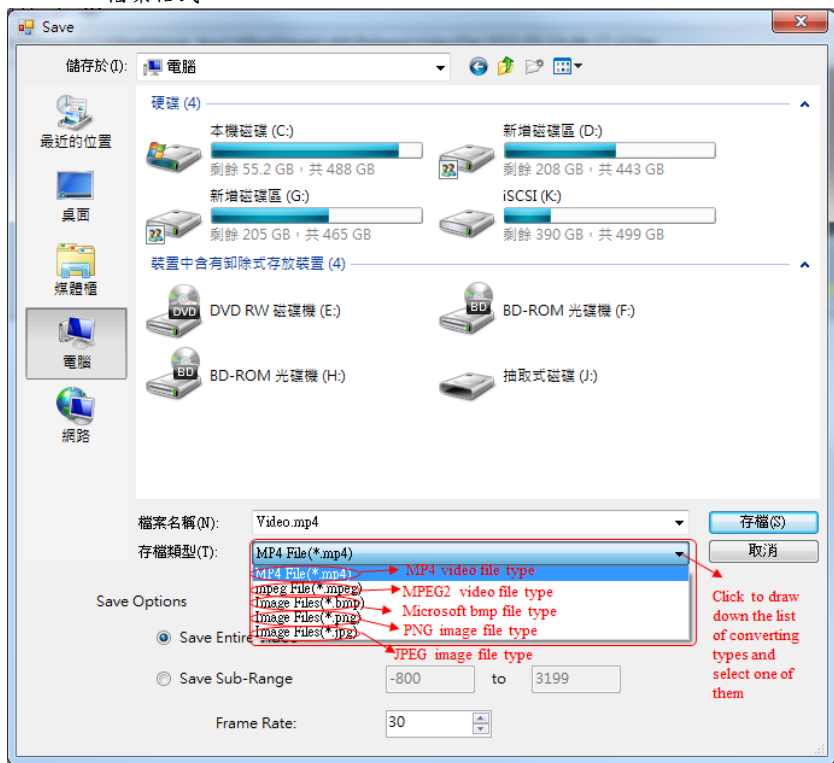 檔案格式
Save
儲存於(I):
電腦
最近的位置
桌面
媒體櫃
電腦
網路
硬碟 (4)
本機磁碟 (C:)
剩餘 55.2 GB，共 488 GB
新增磁碟區 (D:)
剩餘 208 GB，共 443 GB
新增磁碟區 (G:)
剩餘 205 GB，共 465 GB
iSCSI (K:)
剩餘 390 GB，共 499 GB
裝置中含有卸除式存放裝置 (4)
DVD RW 磁碟機 (E:)
BD-ROM 光碟機 (F:)
BD-ROM 光碟機 (H:)
抽取式磁碟 (J:)
檔案名稱(N):
Video.mp4
存檔(S)
存檔類型(T):
MP4 File(*.mp4)
取消
MP4 File(*.mp4)
MP4 video file type
mpeg File(*.mpeg)
MPEG2 video file type
Image Files(*.bmp)
Microsoft bmp file type
Image Files(*.png)
PNG image file type
Image Files(*.jpg)
JPEG image file type
Click to draw
down the list
of converting
types and
select one of
them
Save Options
Save Entire
Save Sub-Range
-800
to
3199
Frame Rate:
30